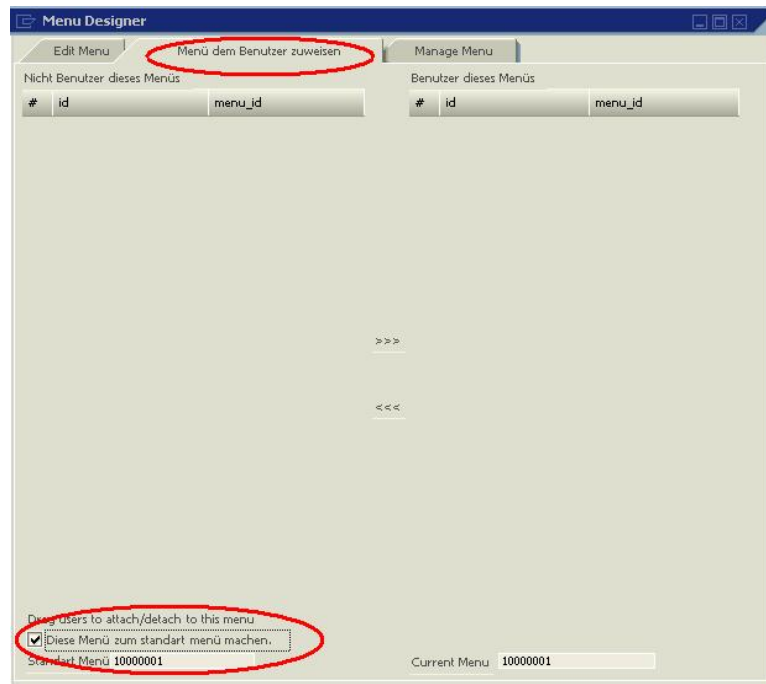 Menu Designer
Edit Menu Menü dem Benutzer zuweisen Manage Menu
Nicht Benutzer dieses Menüs Benutzer dieses Menüs
# id menu_id # id menu_id
>>>
<<<
Drag users to attach/detach to this menu
Diese Menü zum standart menü machen.
Standart Menü 10000001 Current Menu 10000001